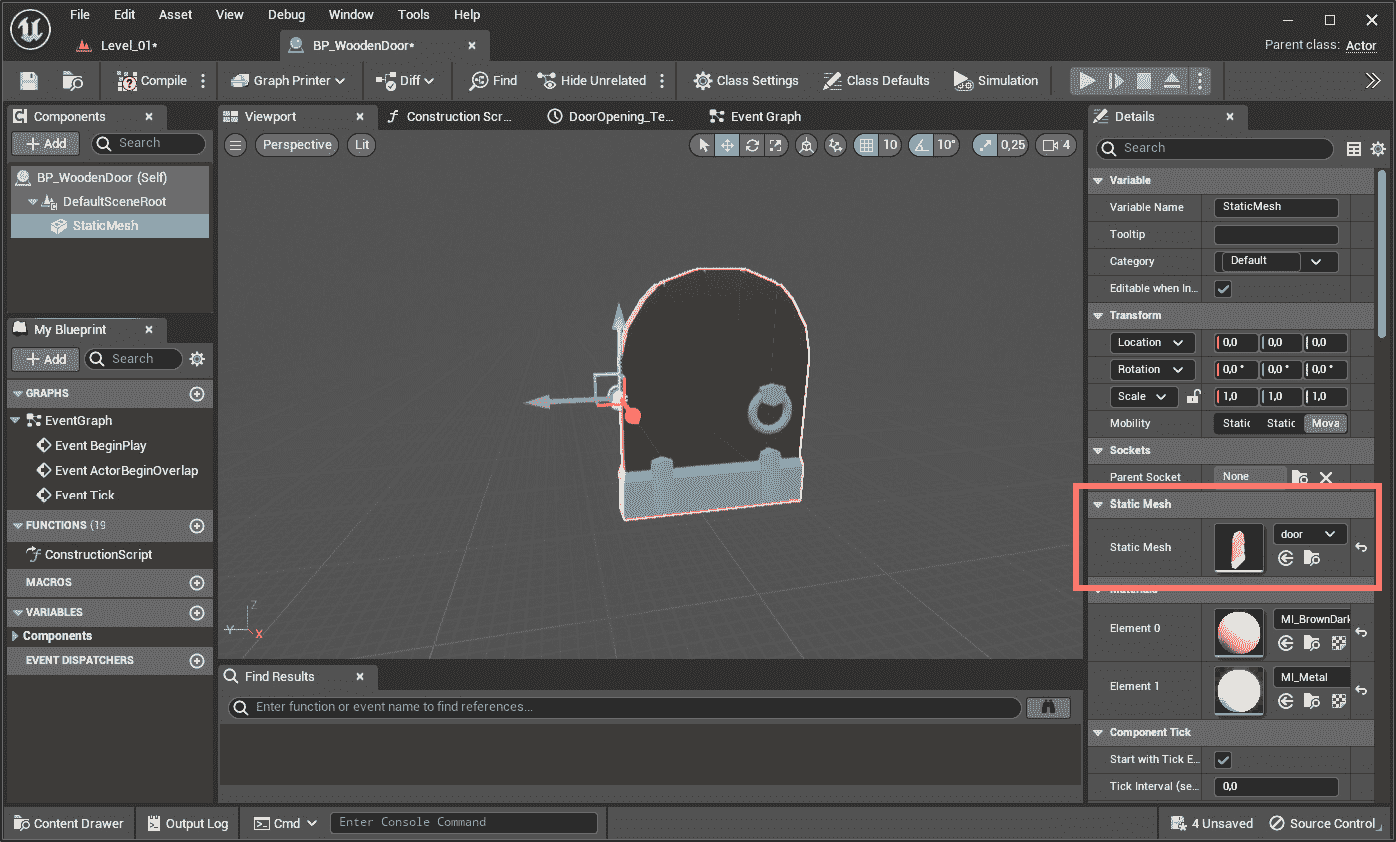 File Edit Asset View Debug Window Tools Help
Level_01*
BP_WoodenDoor*
Parent class: Actor
Compile
Graph Printer
Diff
Find
Hide Unrelated
Class Settings
Class Defaults
Simulation
Components
Add
Search
BP_WoodenDoor (Self)
DefaultSceneRoot
StaticMesh
My Blueprint
Add
Search
GRAPHS
EventGraph
Event BeginPlay
Event ActorBeginOverlap
Event Tick
FUNCTIONS (19
ConstructionScript
MACROS
VARIABLES
Components
EVENT DISPATCHERS
Viewport
Construction Scr...
DoorOpening_Te...
Event Graph
Perspective
Lit
10
10°
0,25
4
Z
Y
X
Find Results
Enter function or event name to find references...
Details
Search
Variable
Variable Name StaticMesh
Tooltip
Category Default
Editable when In...
Transform
Location 0,0 0,0 0,0
Rotation 0,0 ° 0,0 ° 0,0 °
Scale 1,0 1,0 1,0
Mobility Static Static Mova
Sockets
Parent Socket None
Static Mesh
Static Mesh door
Materials
Element 0 MI_BrownDark
Element 1 MI_Metal
Component Tick
Start with Tick E...
Tick Interval (se... 0,0
Content Drawer
Output Log
Cmd
Enter Console Command
4 Unsaved
Source Control